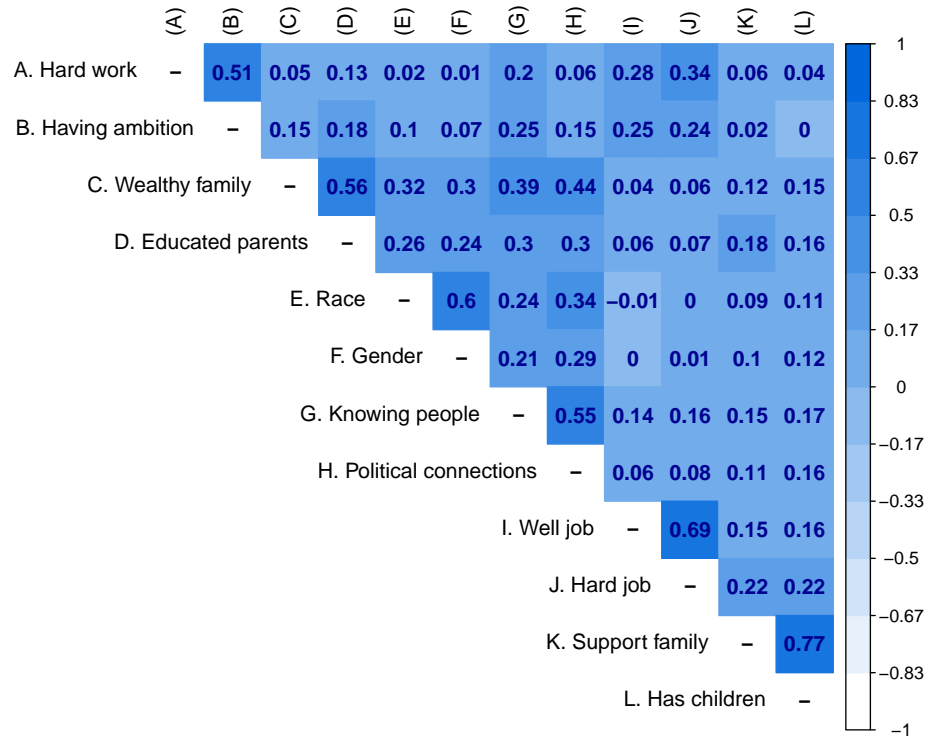 (A) (B) (C) (D) (E) (F) (G) (H) (I) (J) (K) (L)
A. Hard work – 0.51 0.05 0.13 0.02 0.01 0.2 0.06 0.28 0.34 0.06 0.04
B. Having ambition – 0.15 0.18 0.1 0.07 0.25 0.15 0.25 0.24 0.02 0
C. Wealthy family – 0.56 0.32 0.3 0.39 0.44 0.04 0.06 0.12 0.15
D. Educated parents – 0.26 0.24 0.3 0.3 0.06 0.07 0.18 0.16
E. Race – 0.6 0.24 0.34 −0.01 0 0.09 0.11
F. Gender – 0.21 0.29 0 0.01 0.1 0.12
G. Knowing people – 0.55 0.14 0.16 0.15 0.17
H. Political connections – 0.06 0.08 0.11 0.16
I. Well job – 0.69 0.15 0.16
J. Hard job – 0.22 0.22
K. Support family – 0.77
L. Has children –
1
0.83
0.67
0.5
0.33
0.17
0
−0.17
−0.33
−0.5
−0.67
−0.83
−1